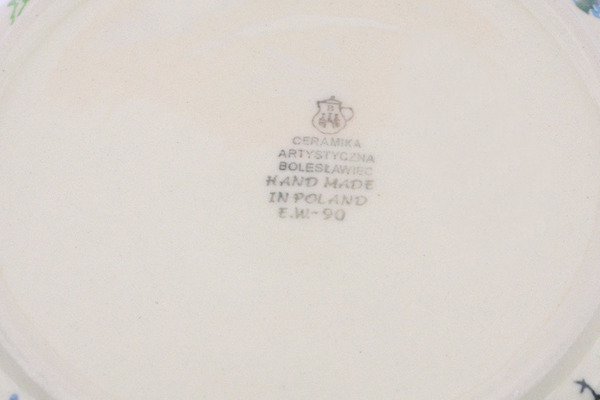 CERAMIKA
ARTYSTYCZNA
BOLESŁAWIEC
HAND MADE
IN POLAND
E.W-90